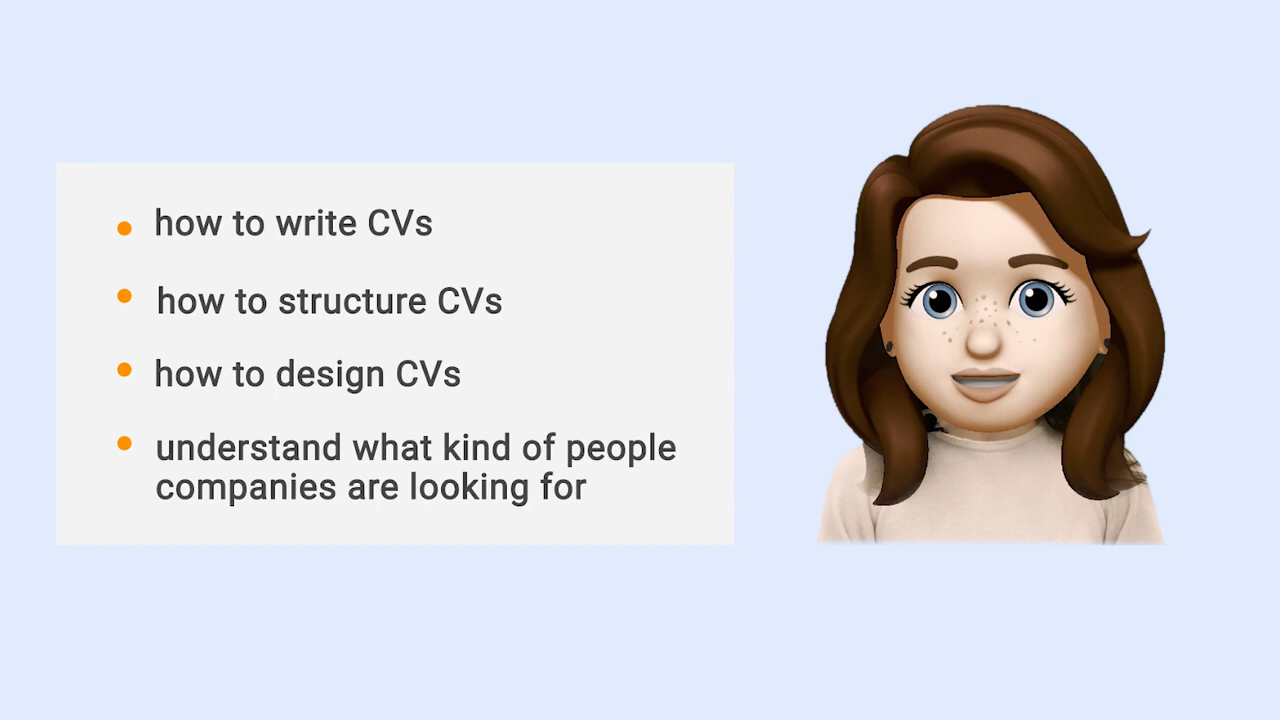 how to write CVs
how to structure CVs
how to design CVs
understand what kind of people
companies are looking for